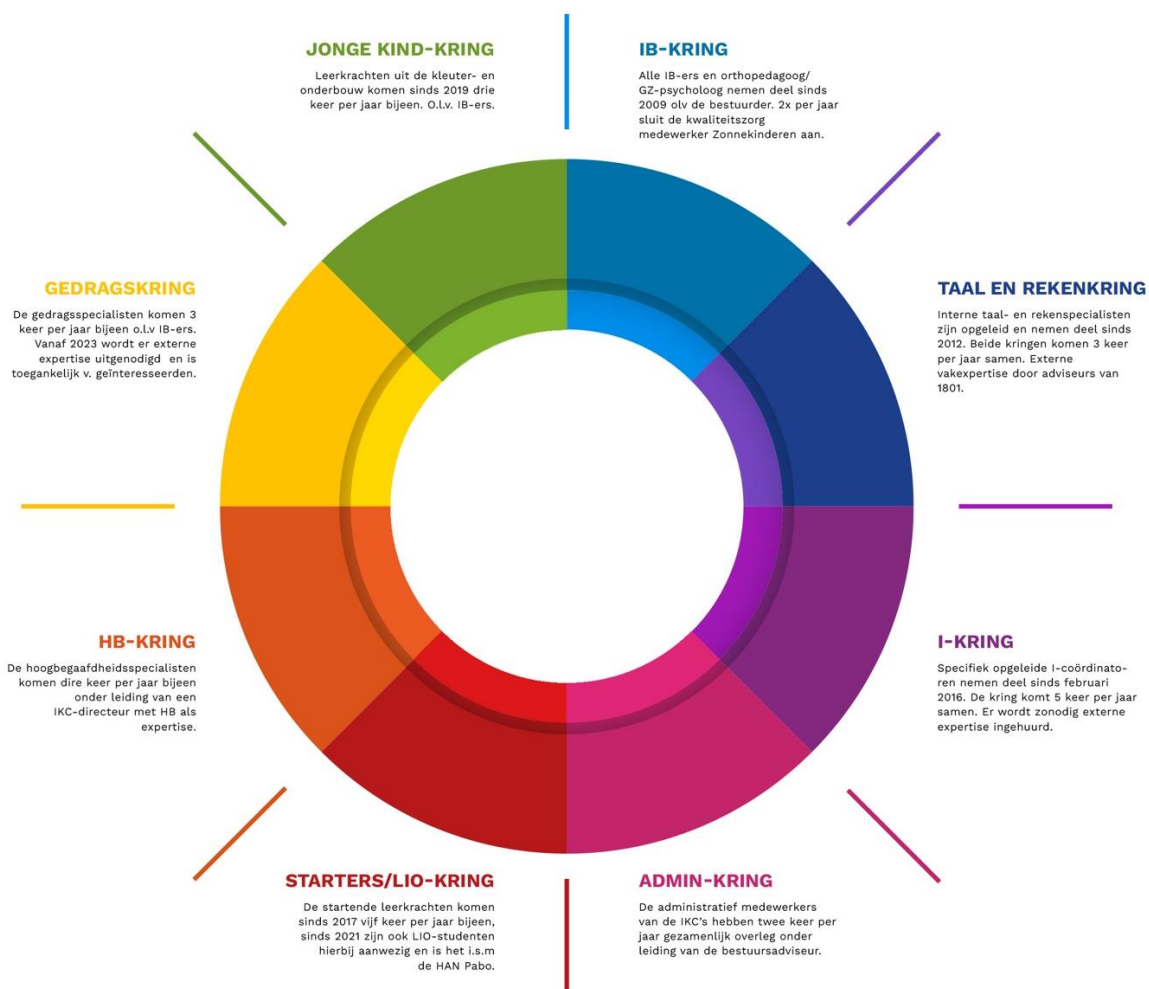 JONGE KIND-KRING
Leerkrachten uit de kleuter- en
onderbouw komen sinds 2019 drie
keer per jaar bijeen. O.l.v. IB-ers.
IB-KRING
Alle IB-ers en orthopedagoog/
GZ-psycholoog nemen deel sinds
2009 olv de bestuurder. 2x per jaar
sluit de kwaliteitszorg
medewerker Zonnekinderen aan.
GEDRAGSKRING
De gedragsspecialisten komen 3
keer per jaar bijeen o.l.v IB-ers.
Vanaf 2023 wordt er externe
expertise uitgenodigd en is
toegankelijk v. geïnteresseerden.
TAAL EN REKENKRING
Interne taal- en rekenspecialisten
zijn opgeleid en nemen deel sinds
2012. Beide kringen komen 3 keer
per jaar samen. Externe
vakexpertise door adviseurs van
1801.
HB-KRING
De hoogbegaafdheidsspecialisten
komen dire keer per jaar bijeen
onder leiding van een
IKC-directeur met HB als
expertise.
I-KRING
Specifiek opgeleide I-coördinato-
ren nemen deel sinds februari
2016. De kring komt 5 keer per jaar
samen. Er wordt zonodig externe
expertise ingehuurd.
STARTERS/LIO-KRING
De startende leerkrachten komen
sinds 2017 vijf keer per jaar bijeen,
sinds 2021 zijn ook LIO-studenten
hierbij aanwezig en is het i.s.m
de HAN Pabo.
ADMIN-KRING
De administratief medewerkers
van de IKC's hebben twee keer per
jaar gezamenlijk overleg onder
leiding van de bestuursadviseur.